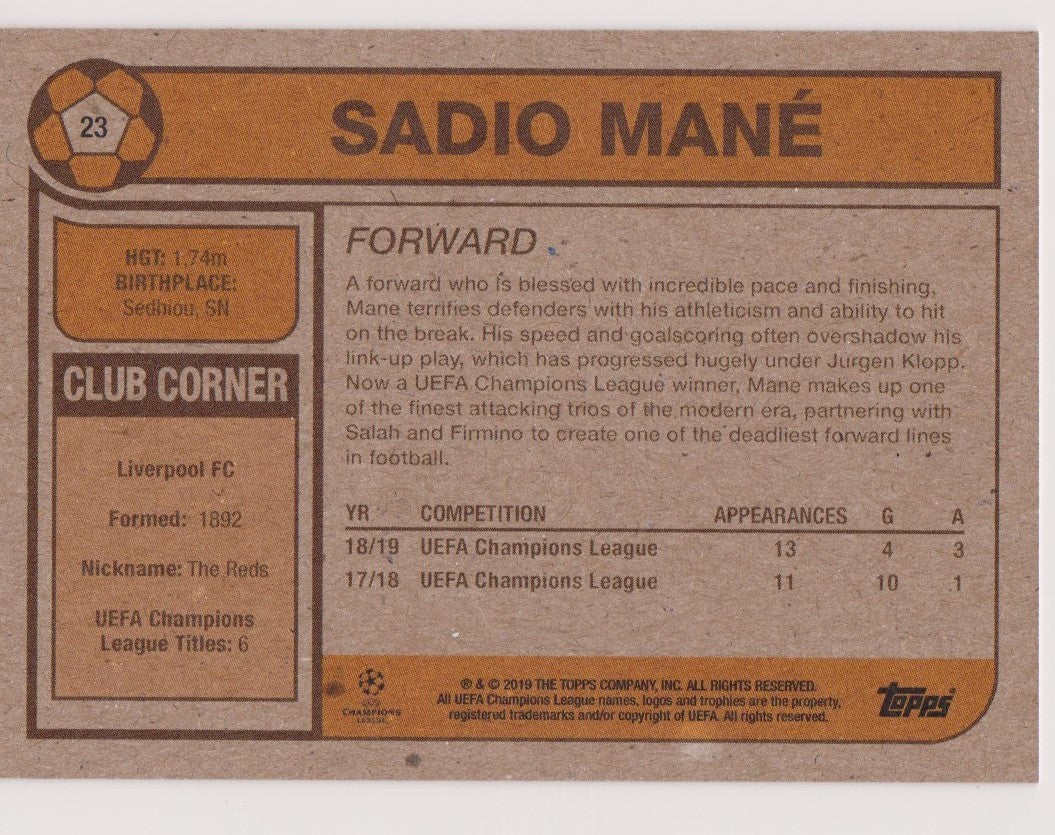 23
SADIO MANÉ
HGT: 1.74m
BIRTHPLACE:
Sedhiou, SN
CLUB CORNER
Liverpool FC
Formed: 1892
Nickname: The Reds
UEFA Champions
League Titles: 6
FORWARD
A forward who is blessed with incredible pace and finishing,
Mane terrifies defenders with his athleticism and ability to hit
on the break. His speed and goalscoring often overshadow his
link-up play, which has progressed hugely under Jurgen Klopp.
Now a UEFA Champions League winner, Mane makes up one
of the finest attacking trios of the modern era, partnering with
Salah and Firmino to create one of the deadliest forward lines
in football.
YR COMPETITION APPEARANCES G A
18/19 UEFA Champions League 13 4 3
17/18 UEFA Champions League 11 10 1
UEFA
CHAMPIONS
LEAGUE
® & © 2019 THE TOPPS COMPANY, INC. ALL RIGHTS RESERVED.
All UEFA Champions League names, logos and trophies are the property,
registered trademarks and/or copyright of UEFA. All rights reserved.
Topps